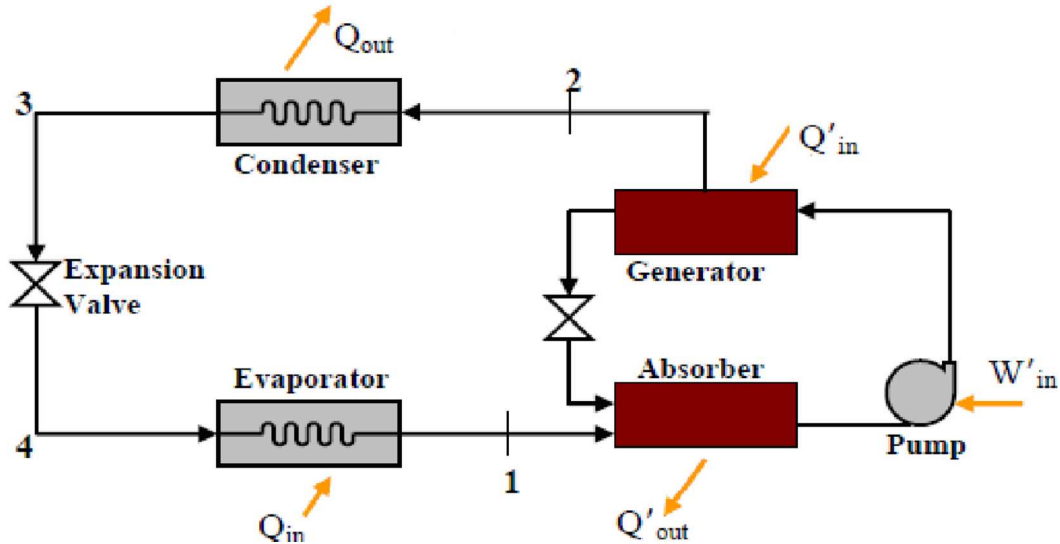 Qout
2
3
Q′in
Condenser
Expansion
Valve
Generator
Evaporator
Absorber
W′in
4
1
Pump
Qin
Q′out